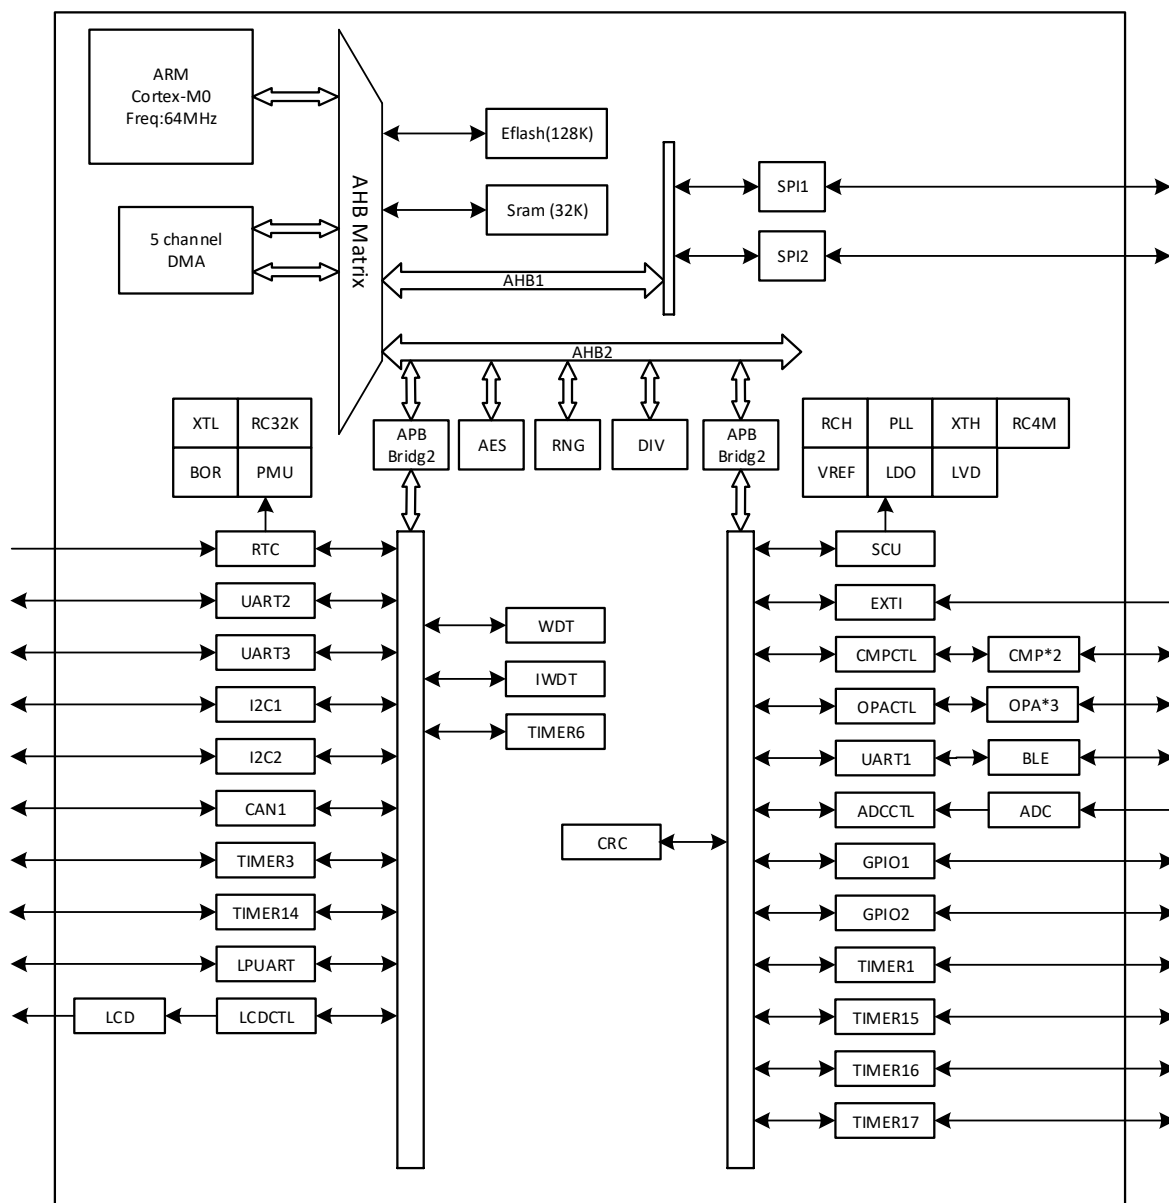 ARM
Cortex-M0
Freq:64MHz
5 channel
DMA
AHB Matrix
Eflash(128K)
Sram (32K)
SPI1
SPI2
AHB1
AHB2
XTL
RC32K
BOR
PMU
APB
Bridg2
AES
RNG
DIV
APB
Bridg2
RCH
PLL
XTH
RC4M
VREF
LDO
LVD
RTC
UART2
UART3
I2C1
I2C2
CAN1
TIMER3
TIMER14
LPUART
LCD
LCDCTL
WDT
IWDT
TIMER6
CRC
SCU
EXTI
CMPCTL
CMP*2
OPACTL
OPA*3
UART1
BLE
ADCCTL
ADC
GPIO1
GPIO2
TIMER1
TIMER15
TIMER16
TIMER17